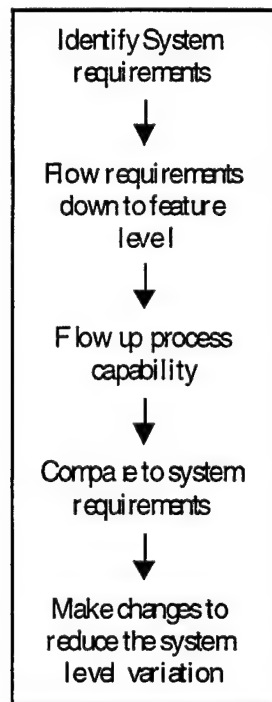 Identify System
requirements
Flow requirements
down to feature
level
Flow up process
capability
Compare to system
requirements
Make changes to
reduce the system
level variation